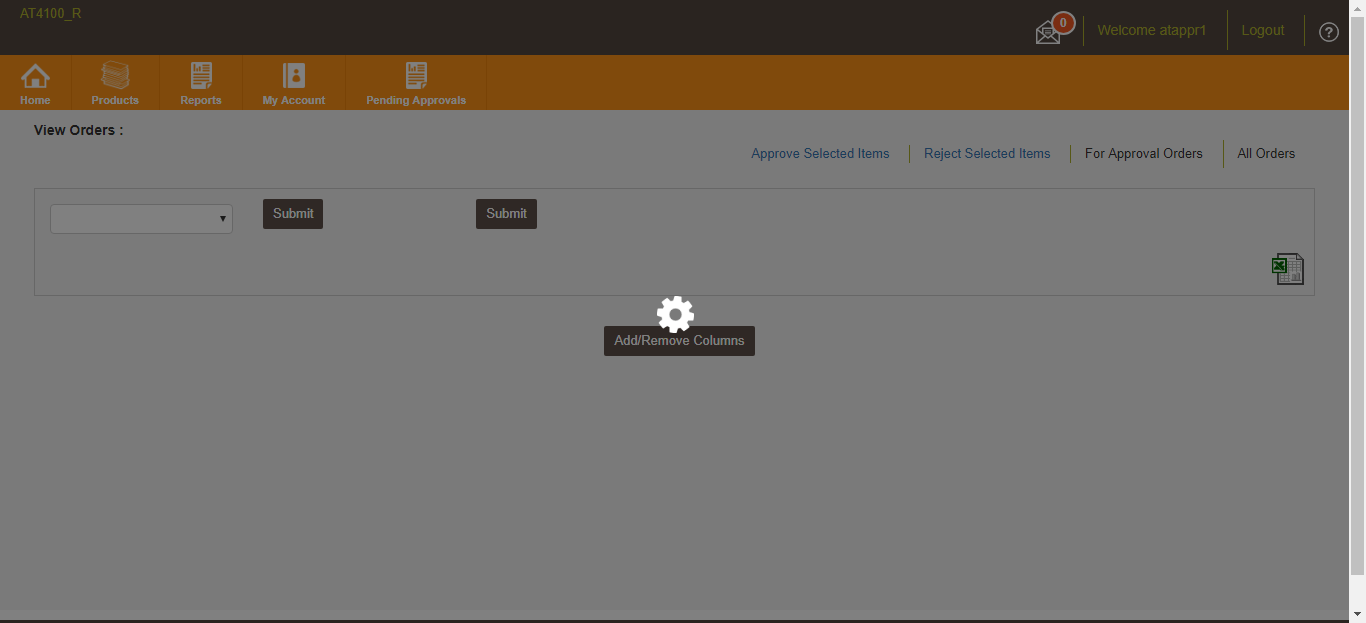 AT4100_R
0
Welcome atappr1
Logout
?
Home
Products
Reports
My Account
Pending Approvals
View Orders :
Approve Selected Items
Reject Selected Items
For Approval Orders
All Orders
Submit
Submit
Add/Remove Columns